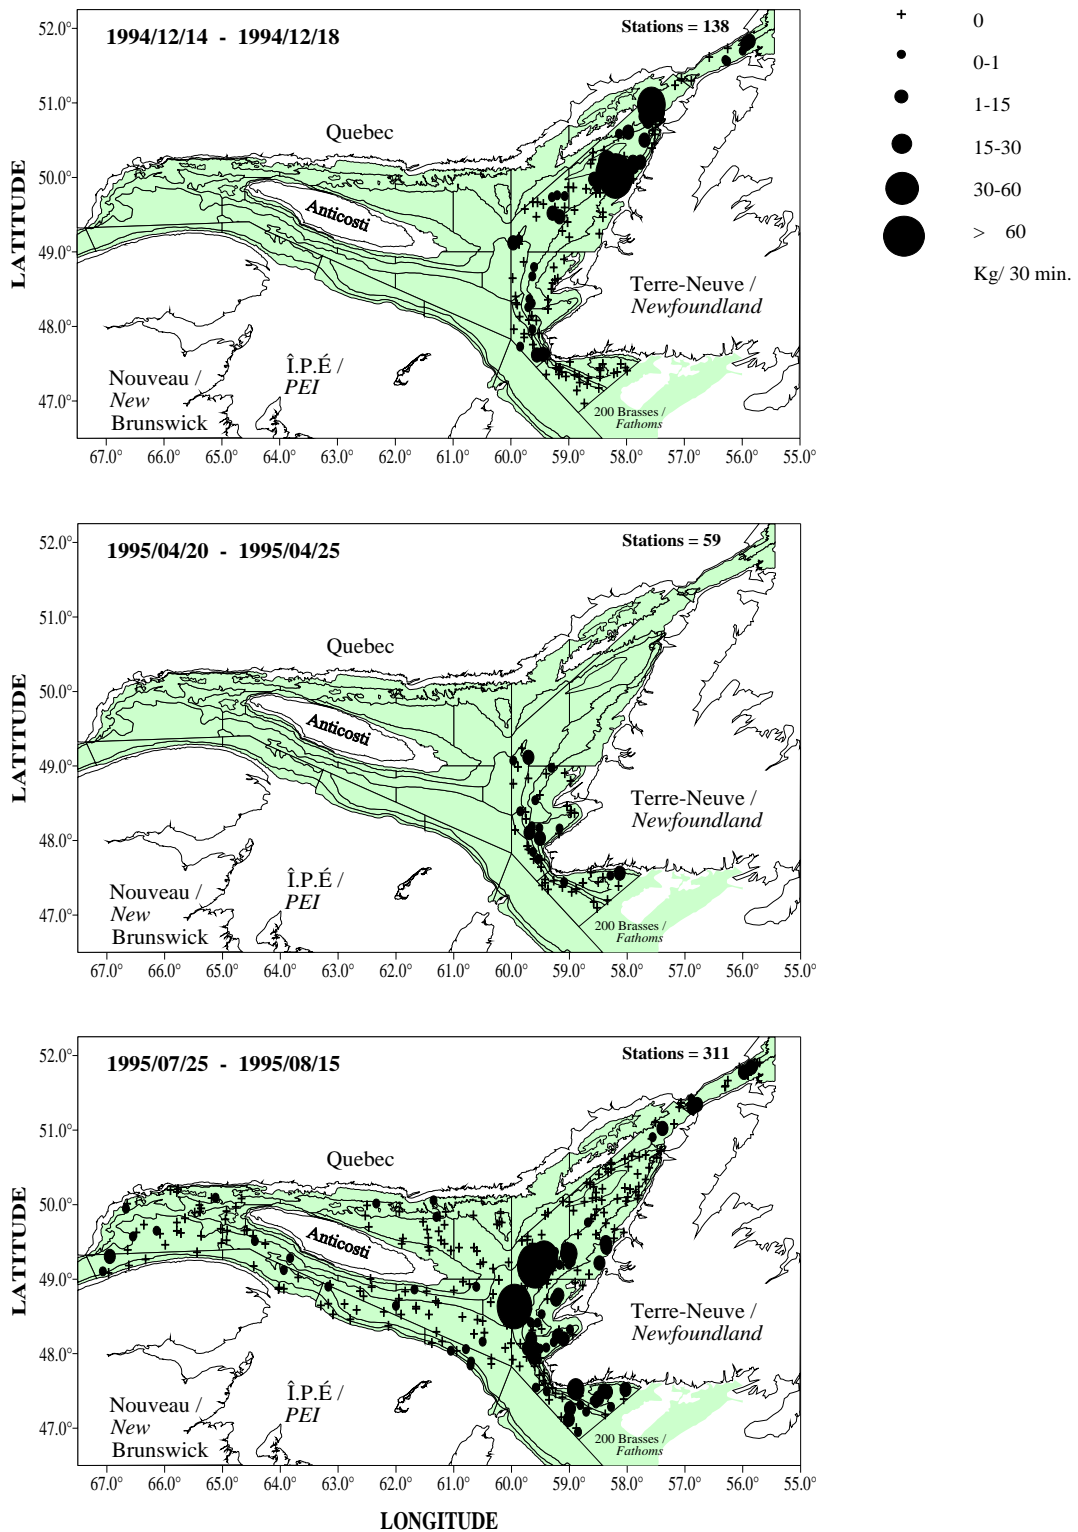 1994/12/14 - 1994/12/18
Stations = 138
Quebec
Anticosti
Terre-Neuve /
Newfoundland
Nouveau /
New
Brunswick
Î.P.É /
PEI
200 Brasses /
Fathoms
LATITUDE
52.0°
51.0°
50.0°
49.0°
48.0°
47.0°
67.0° 66.0° 65.0° 64.0° 63.0° 62.0° 61.0° 60.0° 59.0° 58.0° 57.0° 56.0° 55.0°
0
0-1
1-15
15-30
30-60
> 60
Kg/ 30 min.
1995/04/20 - 1995/04/25
Stations = 59
Quebec
Anticosti
Terre-Neuve /
Newfoundland
Nouveau /
New
Brunswick
Î.P.É /
PEI
200 Brasses /
Fathoms
LATITUDE
52.0°
51.0°
50.0°
49.0°
48.0°
47.0°
67.0° 66.0° 65.0° 64.0° 63.0° 62.0° 61.0° 60.0° 59.0° 58.0° 57.0° 56.0° 55.0°
1995/07/25 - 1995/08/15
Stations = 311
Quebec
Anticosti
Terre-Neuve /
Newfoundland
Nouveau /
New
Brunswick
Î.P.É /
PEI
200 Brasses /
Fathoms
LATITUDE
52.0°
51.0°
50.0°
49.0°
48.0°
47.0°
67.0° 66.0° 65.0° 64.0° 63.0° 62.0° 61.0° 60.0° 59.0° 58.0° 57.0° 56.0° 55.0°
LONGITUDE